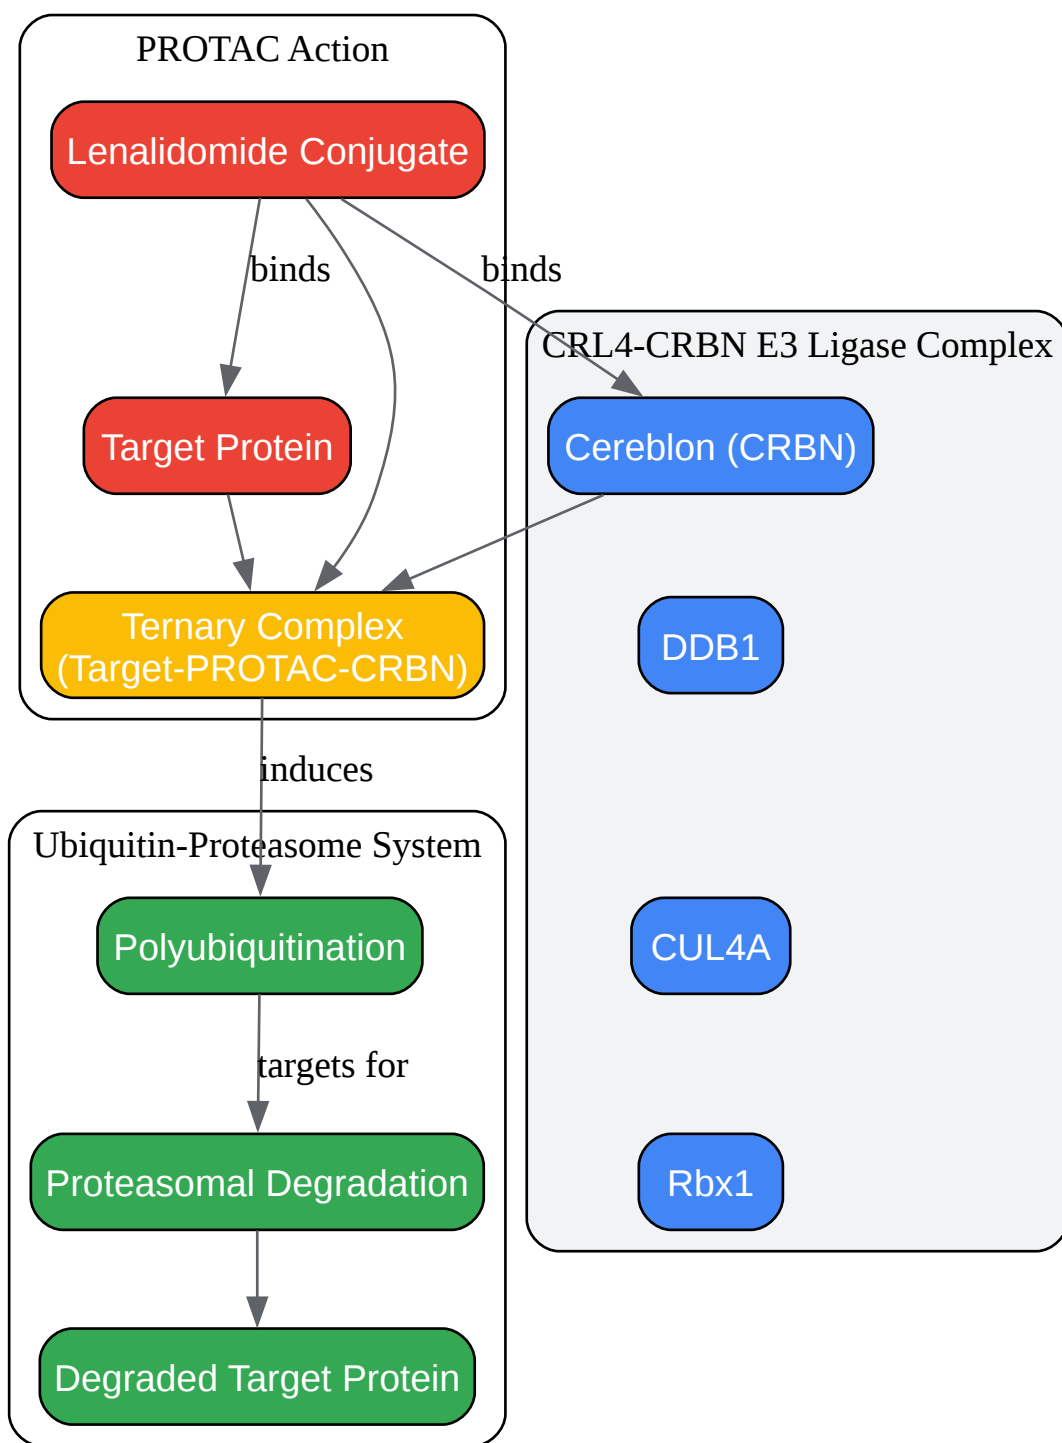 PROTAC Action
Lenalidomide Conjugate
binds
binds
CRL4-CRBN E3 Ligase Complex
Target Protein
Cereblon (CRBN)
Ternary Complex
(Target-PROTAC-CRBN)
DDB1
induces
Ubiquitin-Proteasome System
Polyubiquitination
CUL4A
targets for
Proteasomal Degradation
Rbx1
Degraded Target Protein